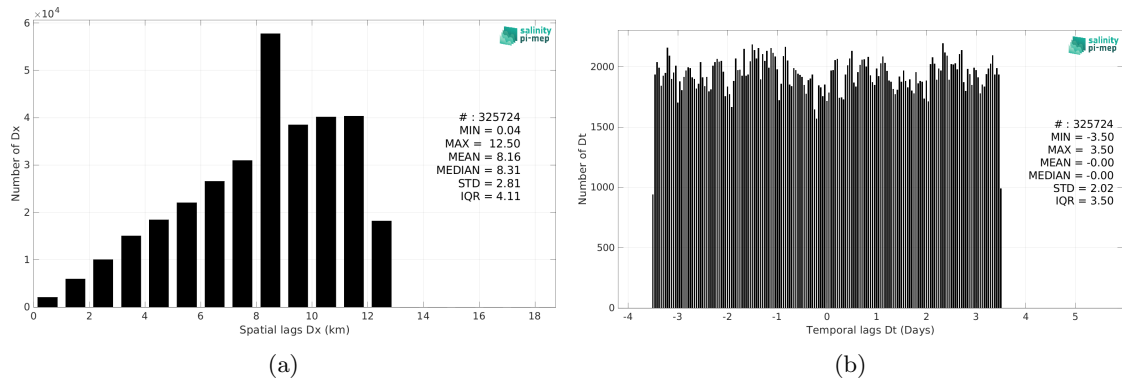 ×10⁴
6
5
4
3
2
1
0
Number of Dx
0 2 4 6 8 10 12 14 16 18
Spatial lags Dx (km)
salinity
pi-mep
# : 325724
MIN = 0.04
MAX = 12.50
MEAN = 8.16
MEDIAN = 8.31
STD = 2.81
IQR = 4.11
(a)
2000
1500
1000
500
0
Number of Dt
-4 -3 -2 -1 0 1 2 3 4 5
Temporal lags Dt (Days)
salinity
pi-mep
# : 325724
MIN = -3.50
MAX = 3.50
MEAN = -0.00
MEDIAN = -0.00
STD = 2.02
IQR = 3.50
(b)